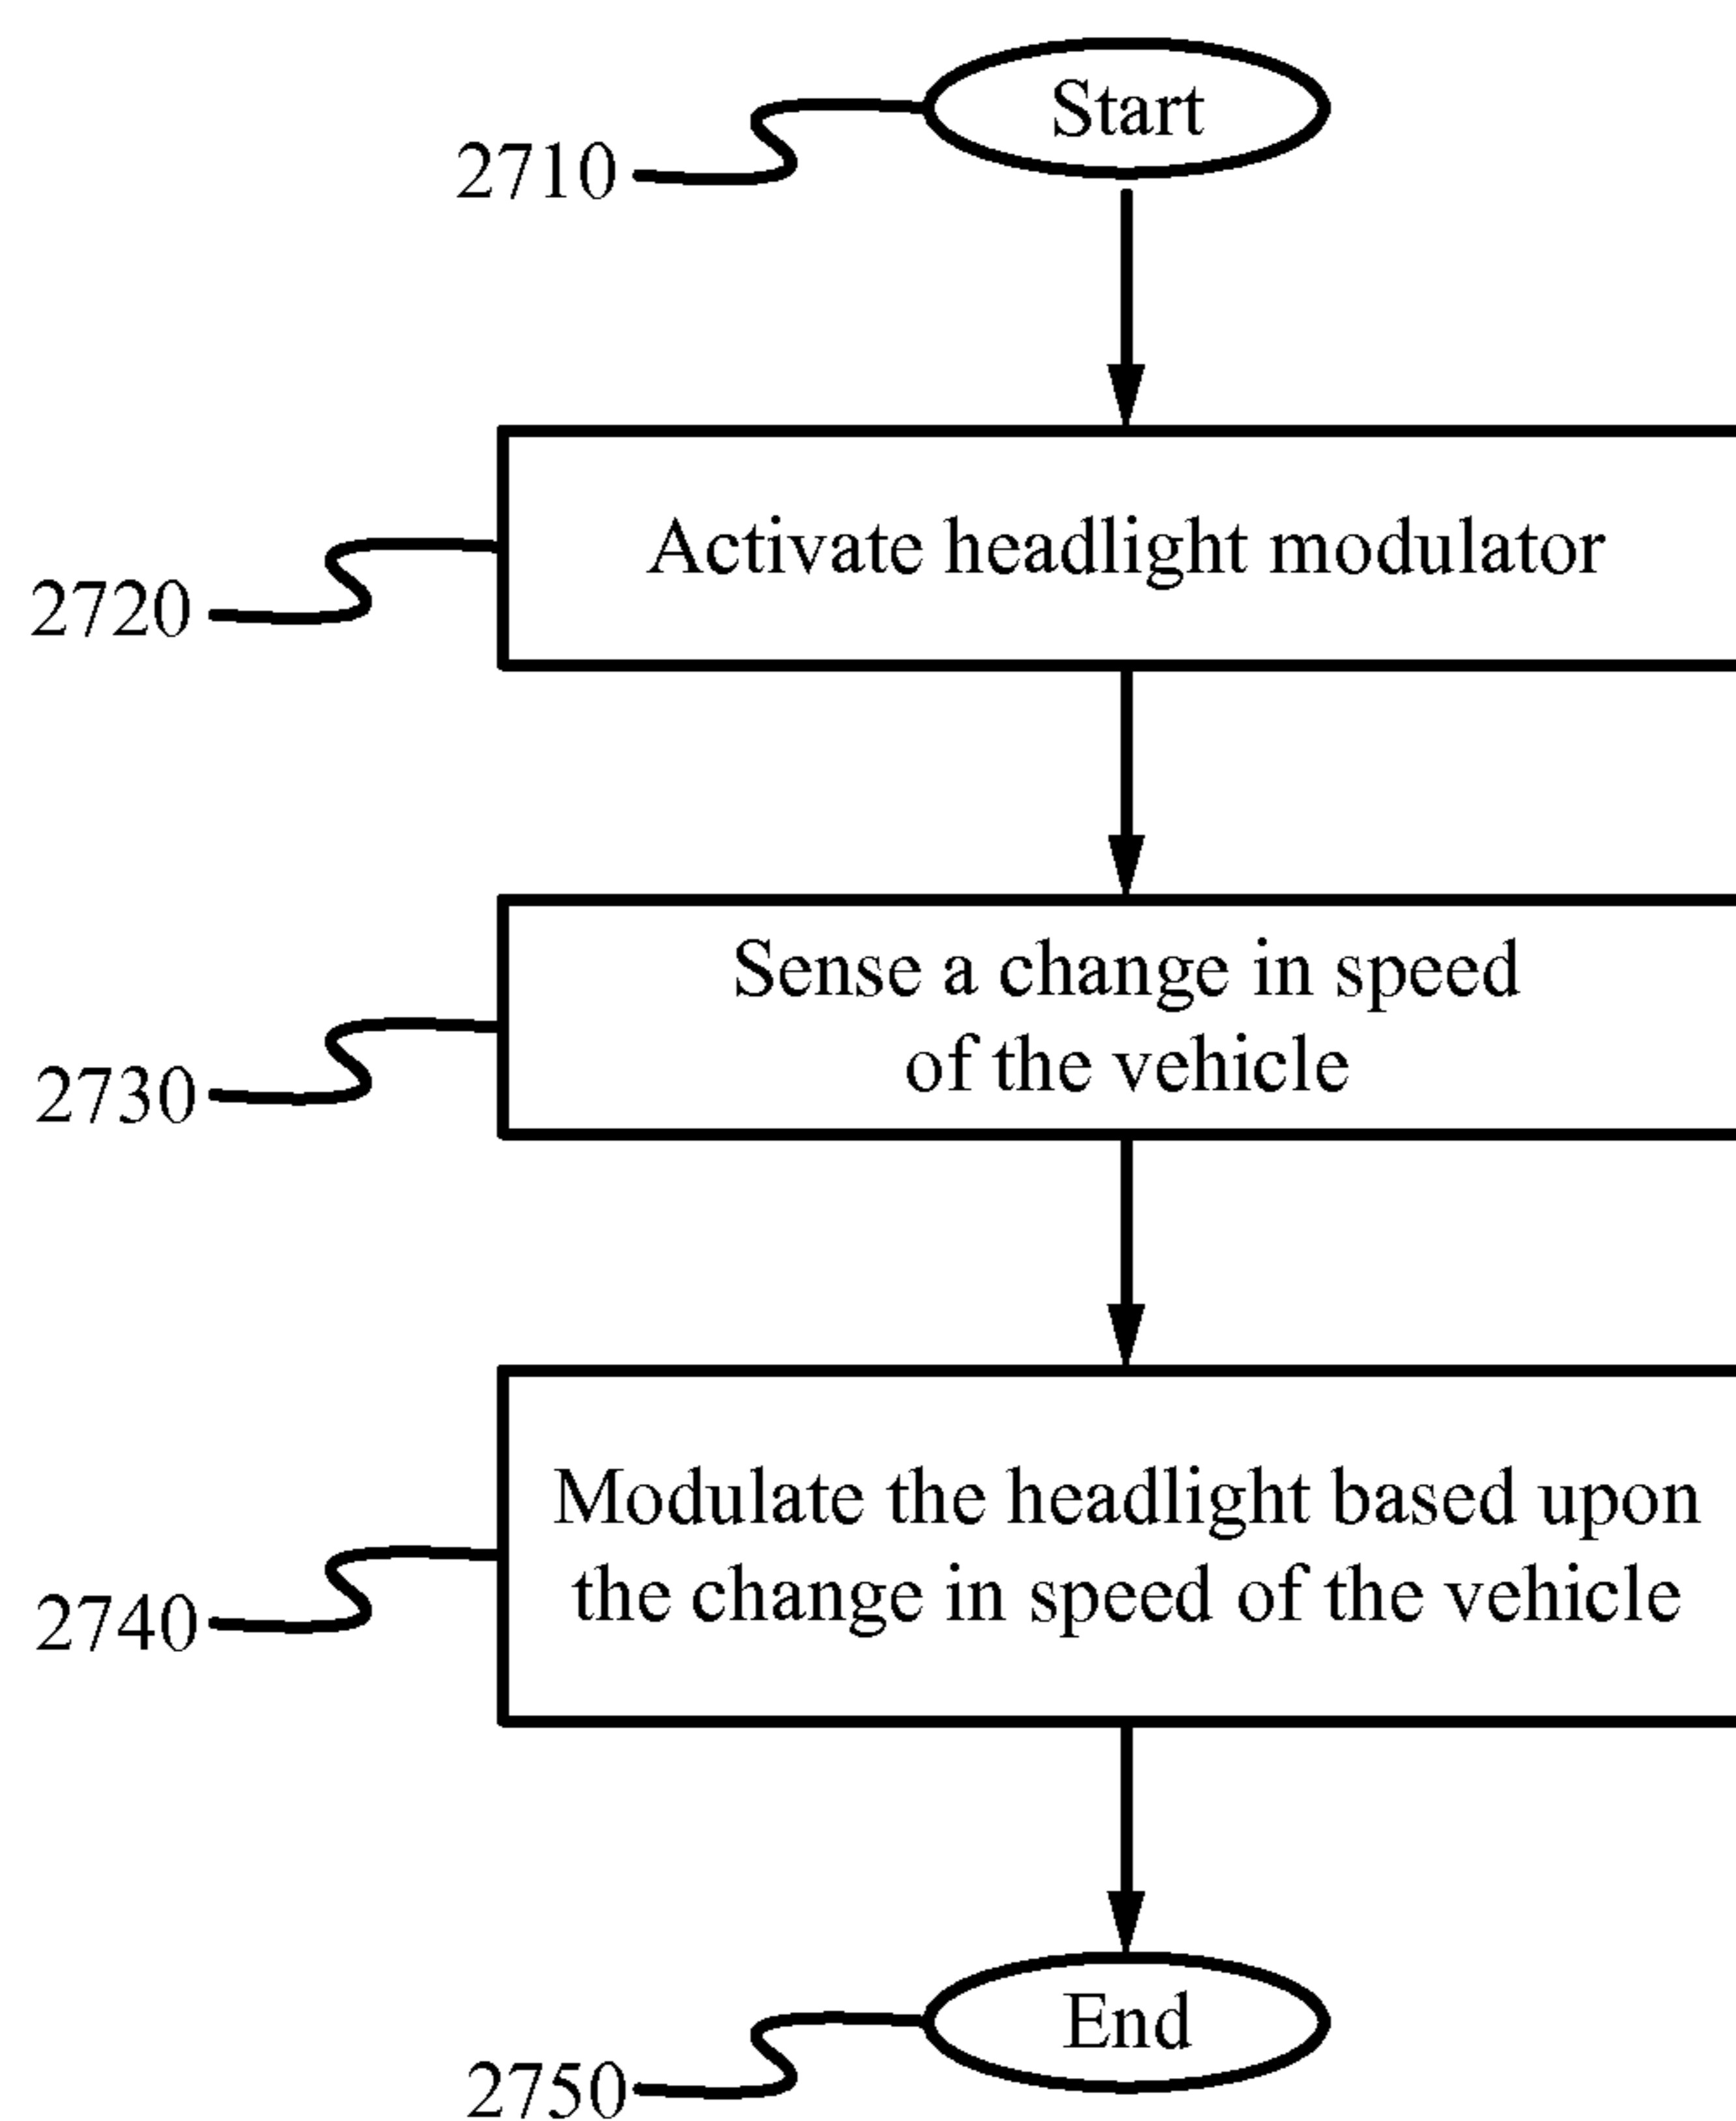 Start
2710
Activate headlight modulator
2720
Sense a change in speed
of the vehicle
2730
Modulate the headlight based upon
the change in speed of the vehicle
2740
End
2750